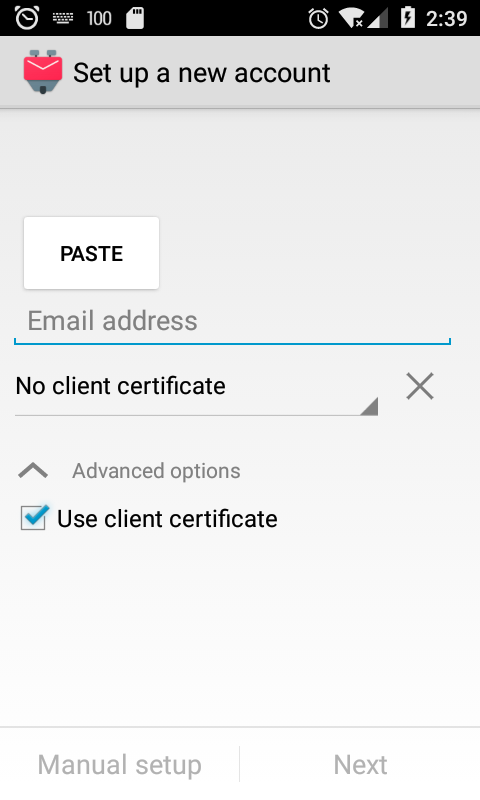 100
2:39
Set up a new account
PASTE
Email address
No client certificate
Advanced options
Use client certificate
Manual setup
Next